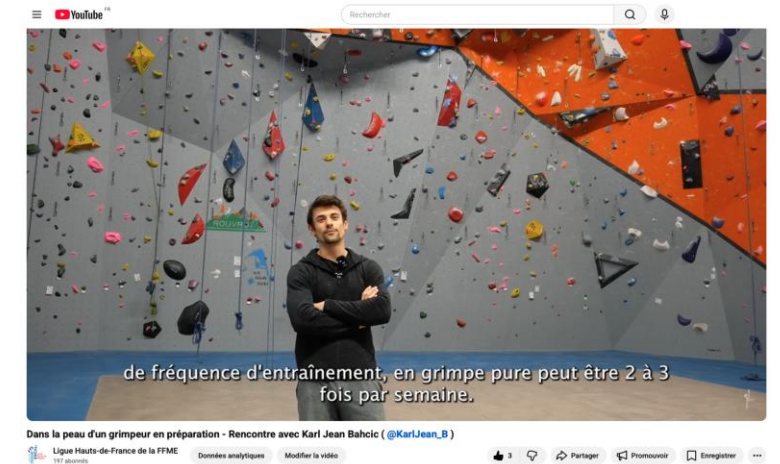 YouTube FR
Rechercher
ROUVROY
de fréquence d'entraînement, en grimpe pure peut être 2 à 3
fois par semaine.
Dans la peau d'un grimpeur en préparation - Rencontre avec Karl Jean Bahcic ( @KarlJean_B )
Ligue Hauts-de-France de la FFME
197 abonnés
Données analytiques
Modifier la vidéo
3
Partager
Promouvoir
Enregistrer